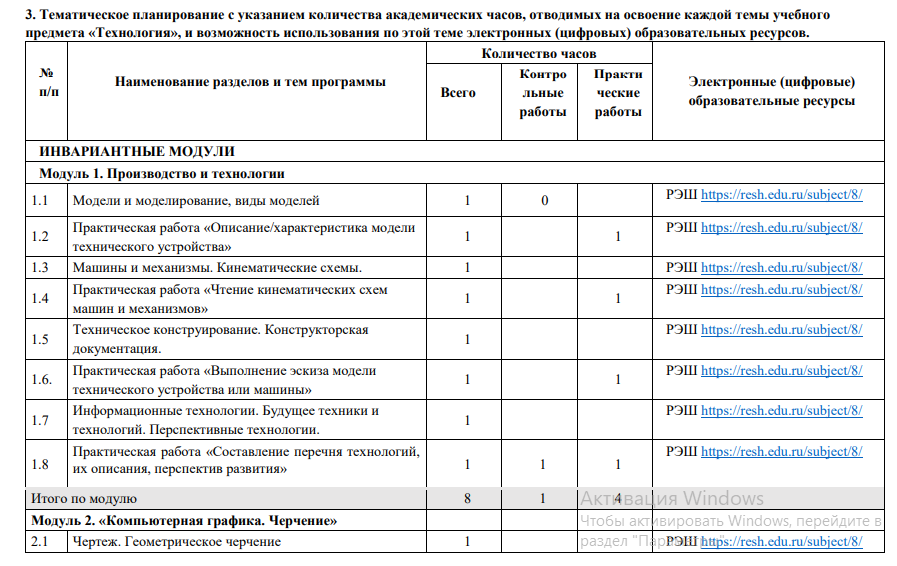 3. Тематическое планирование с указанием количества академических часов, отводимых на освоение каждой темы учебного
предмета «Технология», и возможность использования по этой теме электронных (цифровых) образовательных ресурсов.
№
п/п
Наименование разделов и тем программы
Количество часов
Всего
Контро
льные
работы
Практи
ческие
работы
Электронные (цифровые)
образовательные ресурсы
ИНВАРИАНТНЫЕ МОДУЛИ
Модуль 1. Производство и технологии
1.1 Модели и моделирование, виды моделей 1 0 РЭШ https://resh.edu.ru/subject/8/
1.2 Практическая работа «Описание/характеристика модели
технического устройства» 1 1 РЭШ https://resh.edu.ru/subject/8/
1.3 Машины и механизмы. Кинематические схемы. 1 РЭШ https://resh.edu.ru/subject/8/
1.4 Практическая работа «Чтение кинематических схем
машин и механизмов» 1 1 РЭШ https://resh.edu.ru/subject/8/
1.5 Техническое конструирование. Конструкторская
документация. 1 РЭШ https://resh.edu.ru/subject/8/
1.6. Практическая работа «Выполнение эскиза модели
технического устройства или машины» 1 1 РЭШ https://resh.edu.ru/subject/8/
1.7 Информационные технологии. Будущее техники и
технологий. Перспективные технологии. 1 РЭШ https://resh.edu.ru/subject/8/
1.8 Практическая работа «Составление перечня технологий,
их описания, перспектив развития» 1 1 1 РЭШ https://resh.edu.ru/subject/8/
Итого по модулю 8 1 4
Активация Windows
Модуль 2. «Компьютерная графика. Черчение»
Чтобы активировать Windows, перейдите в
раздел
2.1 Чертеж. Геометрическое черчение 1 РЭШ https://resh.edu.ru/subject/8/